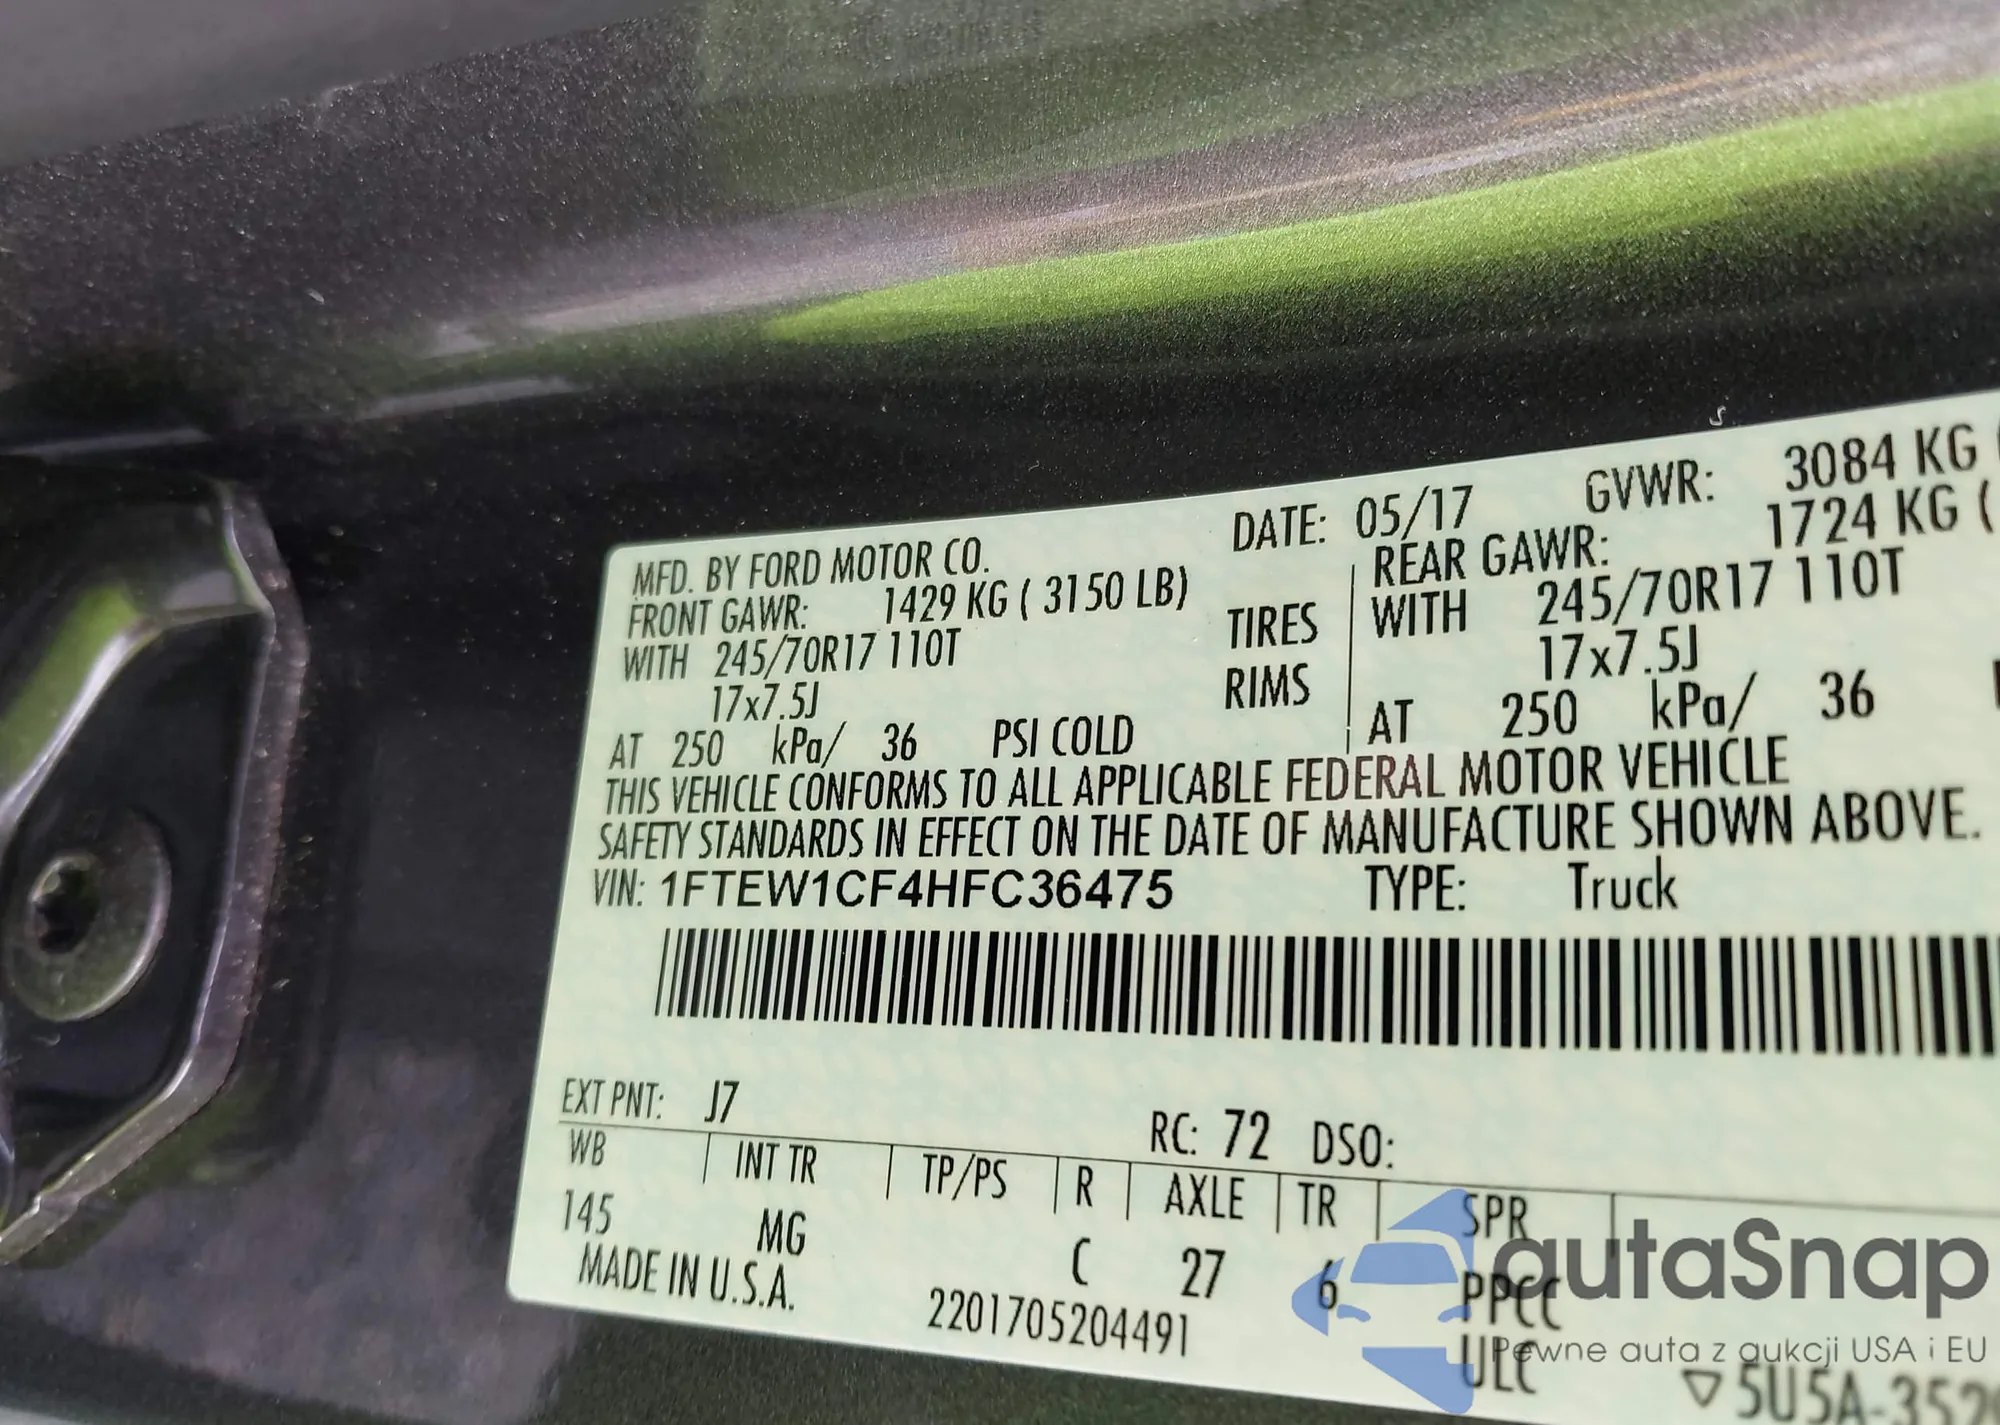 MFD. BY FORD MOTOR CO. DATE: 05/17 GVWR: 3084 KG (
FRONT GAWR: 1429 KG ( 3150 LB) REAR GAWR: 1724 KG (
WITH 245/70R17 110T TIRES WITH 245/70R17 110T
17x7.5J RIMS 17x7.5J
AT 250 kPa/ 36 PSI COLD AT 250 kPa/ 36
THIS VEHICLE CONFORMS TO ALL APPLICABLE FEDERAL MOTOR VEHICLE
SAFETY STANDARDS IN EFFECT ON THE DATE OF MANUFACTURE SHOWN ABOVE.
VIN: 1FTEW1CF4HFC36475 TYPE: Truck
EXT PNT: J7 RC: 72 DSO:
WB INT TR TP/PS R AXLE TR SPR
145 MG C 27 6 PPCC
MADE IN U.S.A. 2201705204491 ULC
▽5U5A-352
autaSnap
Pewne auta z aukcji USA i EU